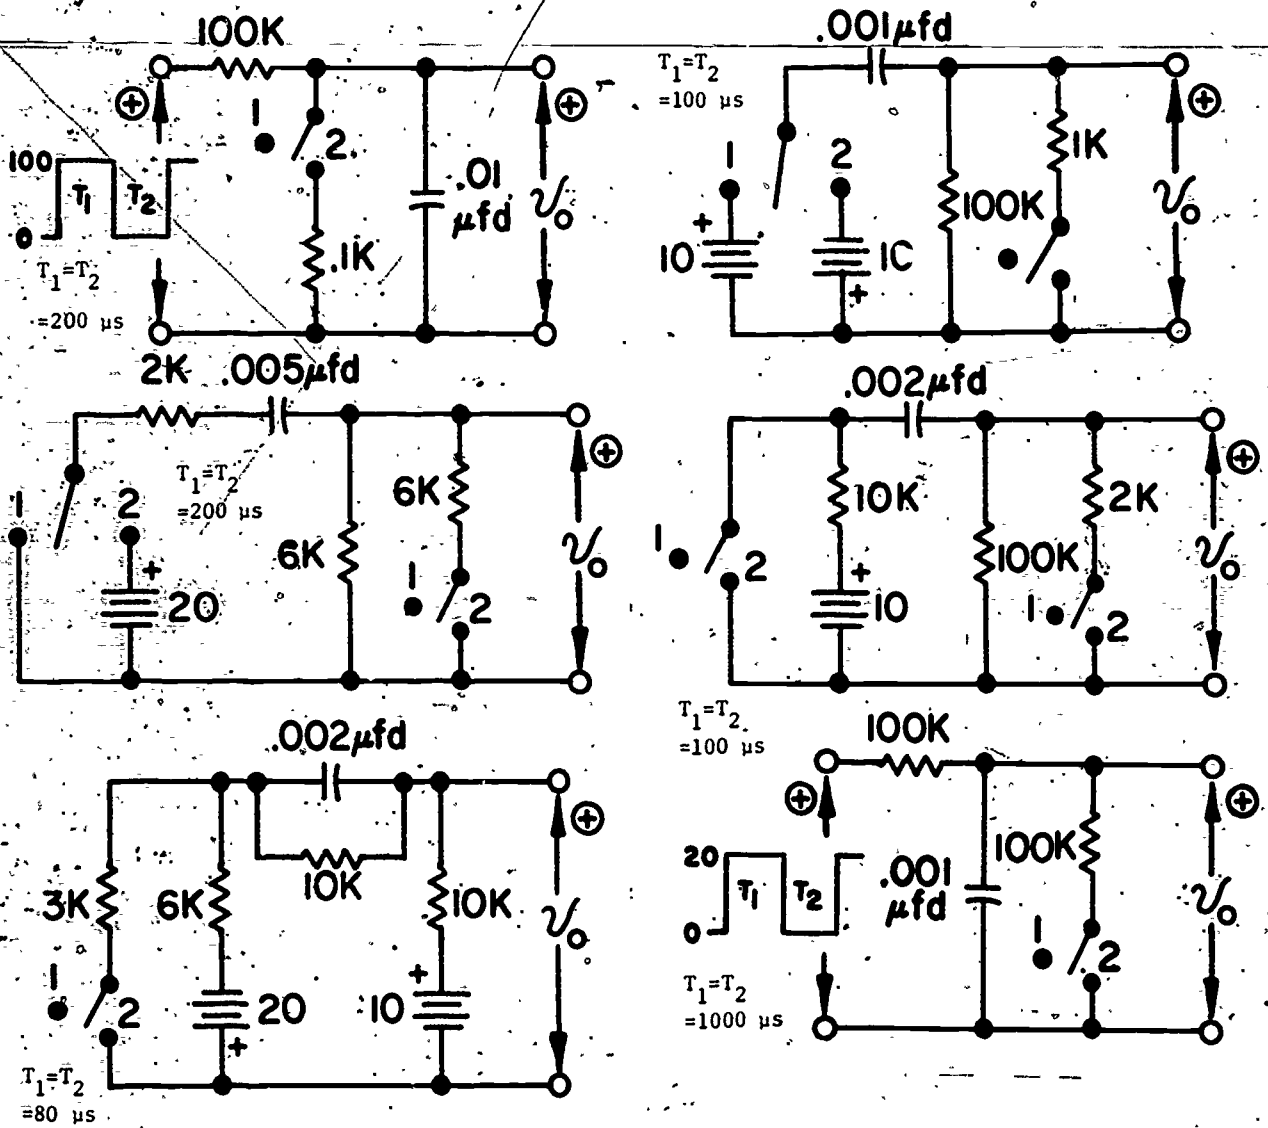 100K
⊕
1
2
⊕
100
T1
T2
0
.01
μfd
v0
.1K
T1=T2
=200 μs
.001μfd
T1=T2
=100 μs
⊕
1
2
1K
+
10
1C
+
100K
v0
2K
.005μfd
T1=T2
=200 μs
⊕
1
2
6K
+
20
6K
1
2
v0
.002μfd
⊕
10K
2K
1
2
+
10
100K
1
2
v0
T1=T2
=100 μs
.002μfd
⊕
10K
3K
6K
10K
v0
1
2
20
+
+
10
T1=T2
=80 μs
100K
⊕
⊕
20
T1
T2
0
.001
μfd
100K
v0
1
2
T1=T2
=1000 μs